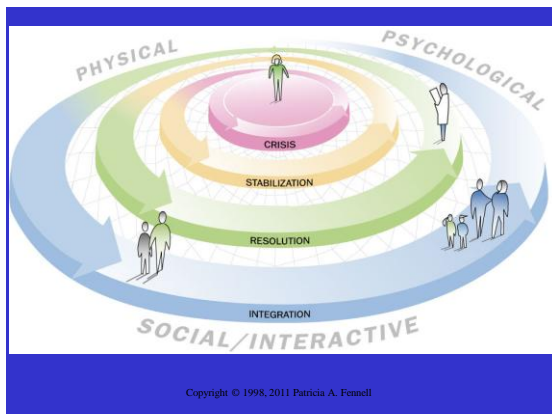 PHYSICAL
PSYCHOLOGICAL
CRISIS
STABILIZATION
RESOLUTION
INTEGRATION
SOCIAL/INTERACTIVE
Copyright © 1998, 2011 Patricia A. Fennell